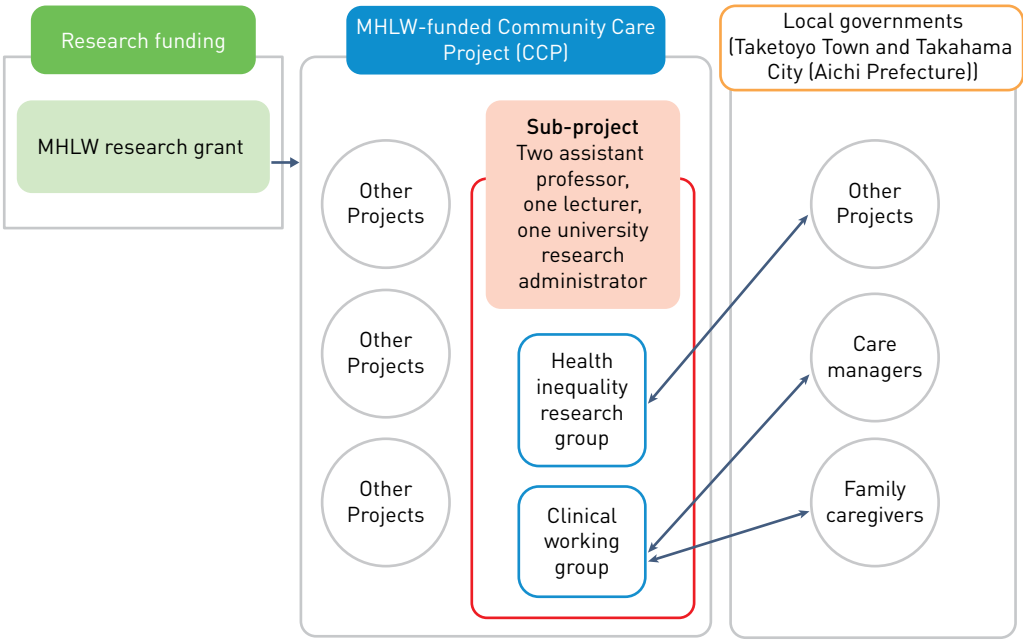 Research funding
MHLW research grant
MHLW-funded Community Care
Project (CCP)
Other
Projects
Other
Projects
Other
Projects
Sub-project
Two assistant
professor,
one lecturer,
one university
research
administrator
Health
inequality
research
group
Clinical
working
group
Local governments
(Taketoyo Town and Takahama
City (Aichi Prefecture))
Other
Projects
Care
managers
Family
caregivers